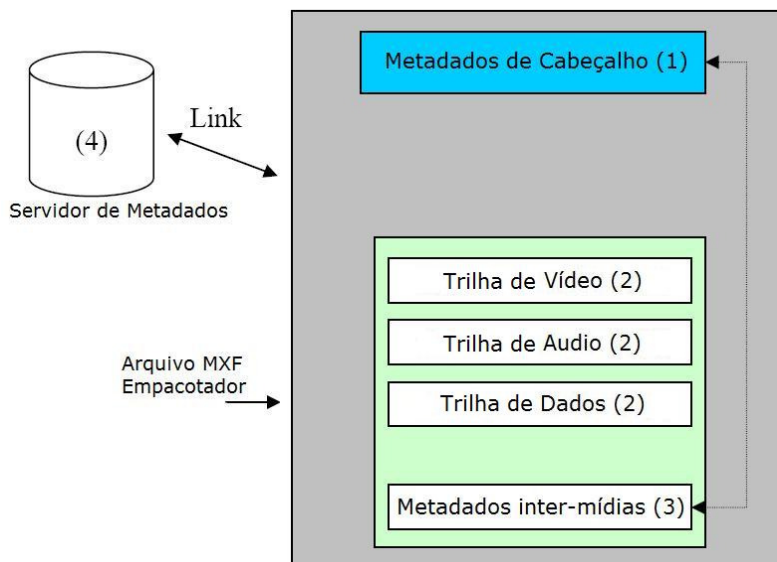 Metadados de Cabeçalho (1)
(4)
Link
Servidor de Metadados
Trilha de Vídeo (2)
Trilha de Audio (2)
Arquivo MXF
Empacotador
Trilha de Dados (2)
Metadados inter-mídias (3)